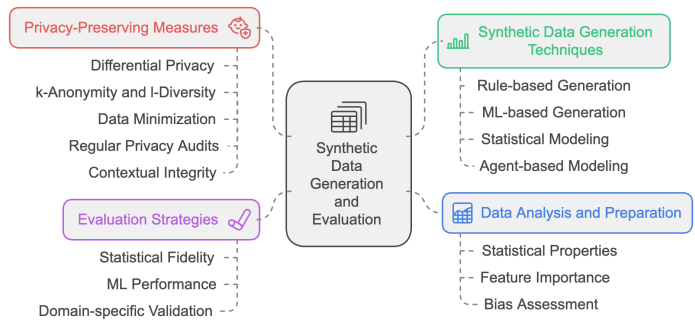 Privacy-Preserving Measures
Differential Privacy
k-Anonymity and l-Diversity
Data Minimization
Regular Privacy Audits
Contextual Integrity
Evaluation Strategies
Statistical Fidelity
ML Performance
Domain-specific Validation
Synthetic
Data
Generation
and
Evaluation
Synthetic Data Generation
Techniques
Rule-based Generation
ML-based Generation
Statistical Modeling
Agent-based Modeling
Data Analysis and Preparation
Statistical Properties
Feature Importance
Bias Assessment